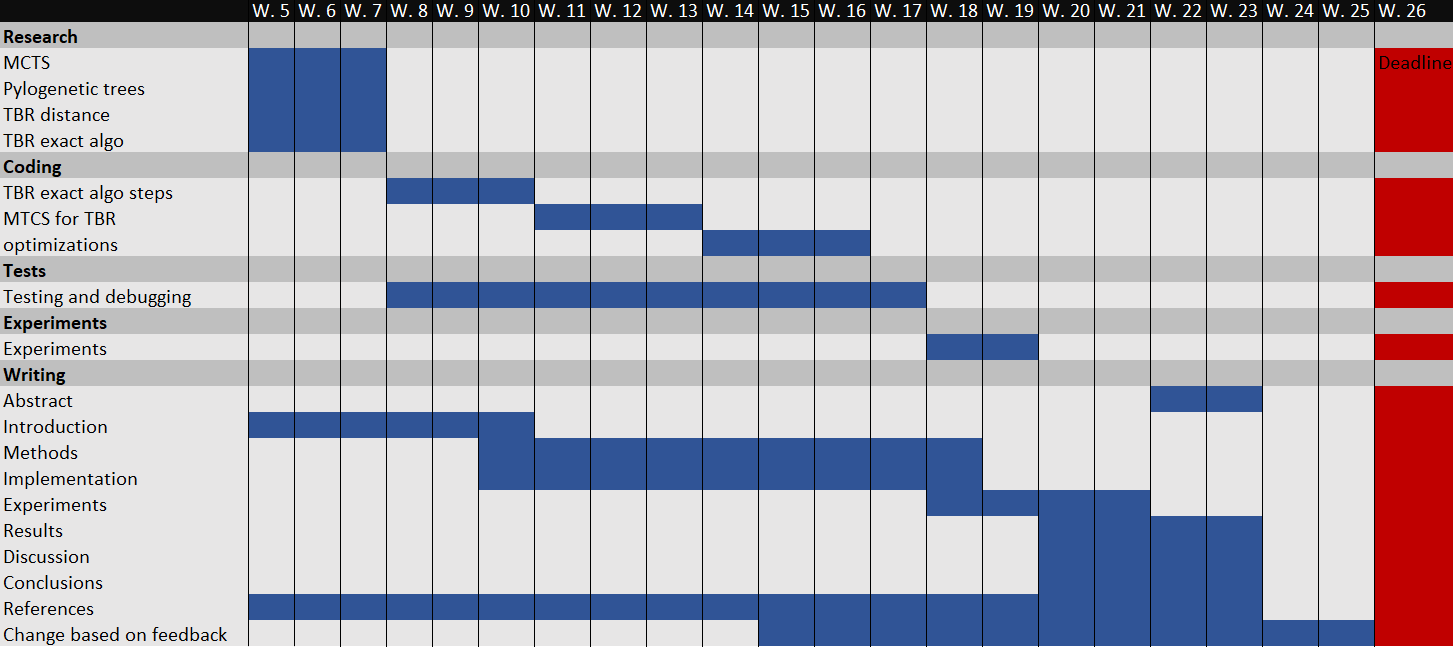 W. 5 W. 6 W. 7 W. 8 W. 9 W. 10 W. 11 W. 12 W. 13 W. 14 W. 15 W. 16 W. 17 W. 18 W. 19 W. 20 W. 21 W. 22 W. 23 W. 24 W. 25 W. 26
Research
MCTS Deadline
Pylogenetic trees
TBR distance
TBR exact algo
Coding
TBR exact algo steps
MTCS for TBR
optimizations
Tests
Testing and debugging
Experiments
Experiments
Writing
Abstract
Introduction
Methods
Implementation
Experiments
Results
Discussion
Conclusions
References
Change based on feedback